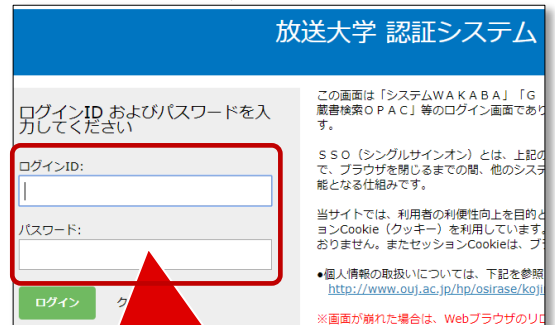 放送大学 認証システム
ログインID およびパスワードを入
力してください
ログインID:
パスワード:
ログイン
ク
この画面は「システムWAKABA」「G
蔵書検索OPAC」等のログイン画面であり
す。
SSO（シングルサインオン）とは、上記の
で、ブラウザを閉じるまでの間、他のシステ
能となる仕組みです。
当サイトでは、利用者の利便性向上を目的と
ョンCookie（クッキー）を利用しています。
おりません。またセッションCookieは、ブ
●個人情報の取扱いについては、下記を参照
http://www.ouj.ac.jp/hp/osirase/koji
※画面が崩れた場合は、Webブラウザのリロ